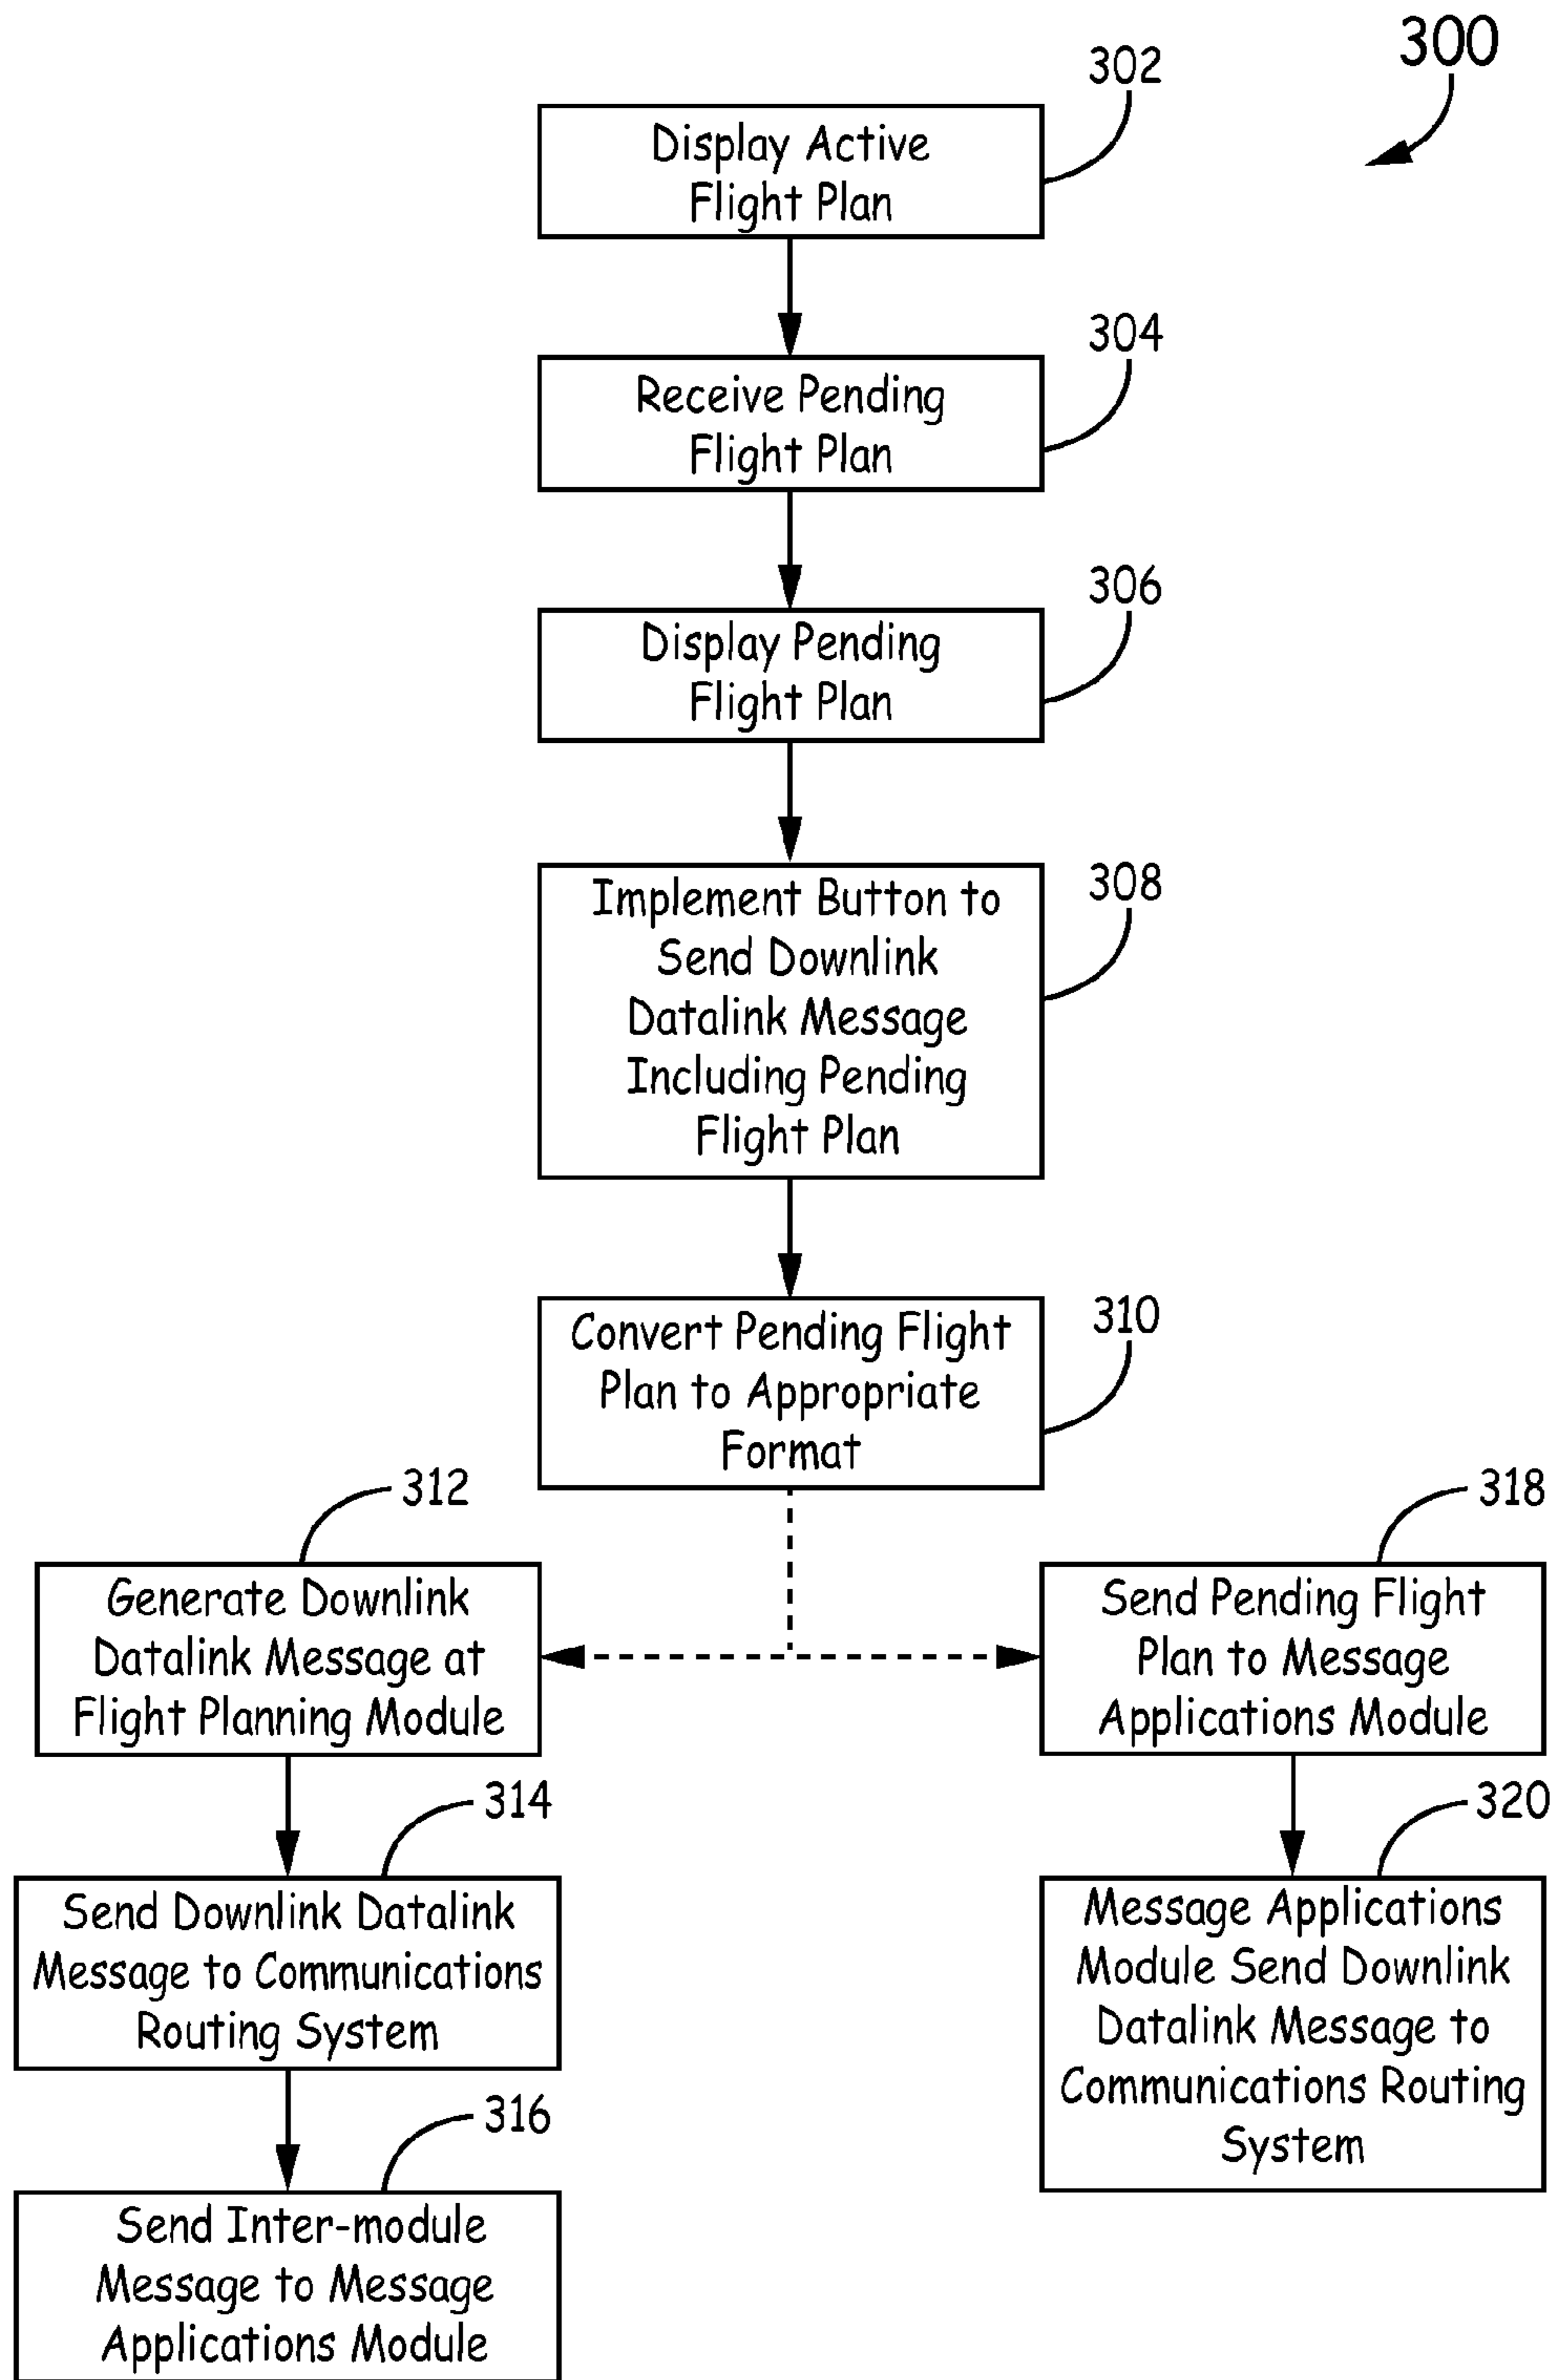 300
302
Display Active
Flight Plan
304
Receive Pending
Flight Plan
306
Display Pending
Flight Plan
308
Implement Button to
Send Downlink
Datalink Message
Including Pending
Flight Plan
310
Convert Pending Flight
Plan to Appropriate
Format
312
Generate Downlink
Datalink Message at
Flight Planning Module
314
Send Downlink Datalink
Message to Communications
Routing System
316
Send Inter-module
Message to Message
Applications Module
318
Send Pending Flight
Plan to Message
Applications Module
320
Message Applications
Module Send Downlink
Datalink Message to
Communications Routing
System